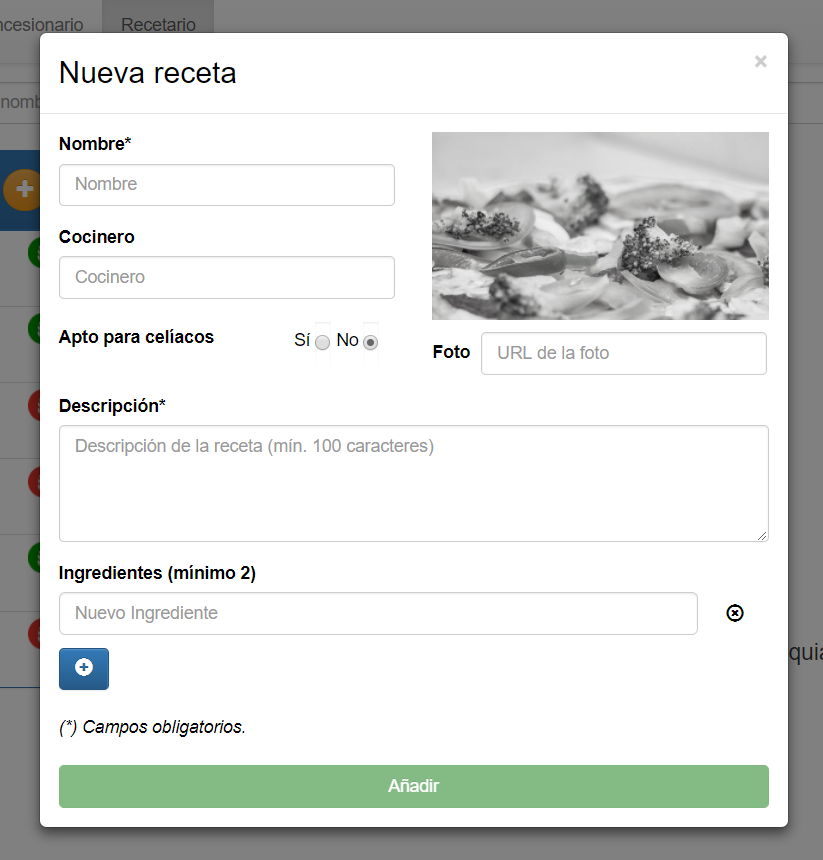 ncesionario Recetario
Nueva receta ×
nomb
Nombre*
Nombre
Cocinero
Cocinero
Apto para celíacos Sí No
Foto URL de la foto
Descripción*
Descripción de la receta (mín. 100 caracteres)
Ingredientes (mínimo 2)
Nuevo Ingrediente
quia
(*) Campos obligatorios.
Añadir